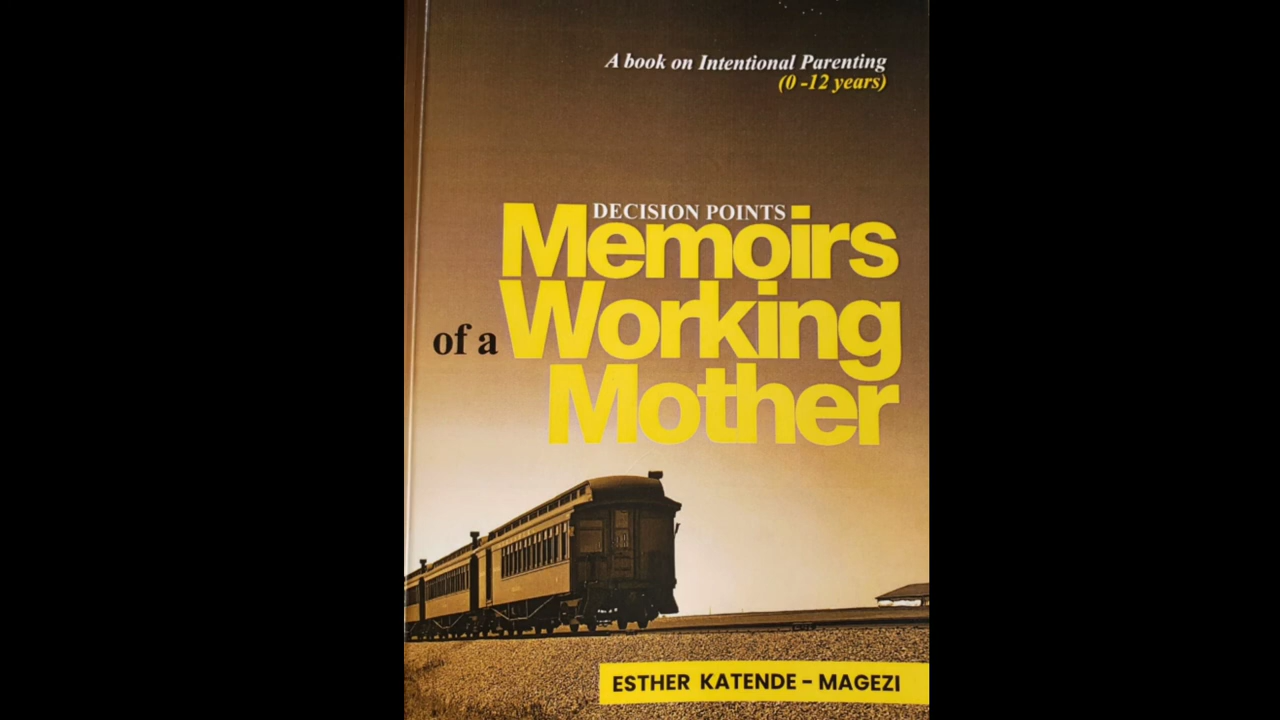 A book on Intentional Parenting
(0 -12 years)
DECISION POINTS
Memoirs
of a Working
Mother
ESTHER KATENDE - MAGEZI